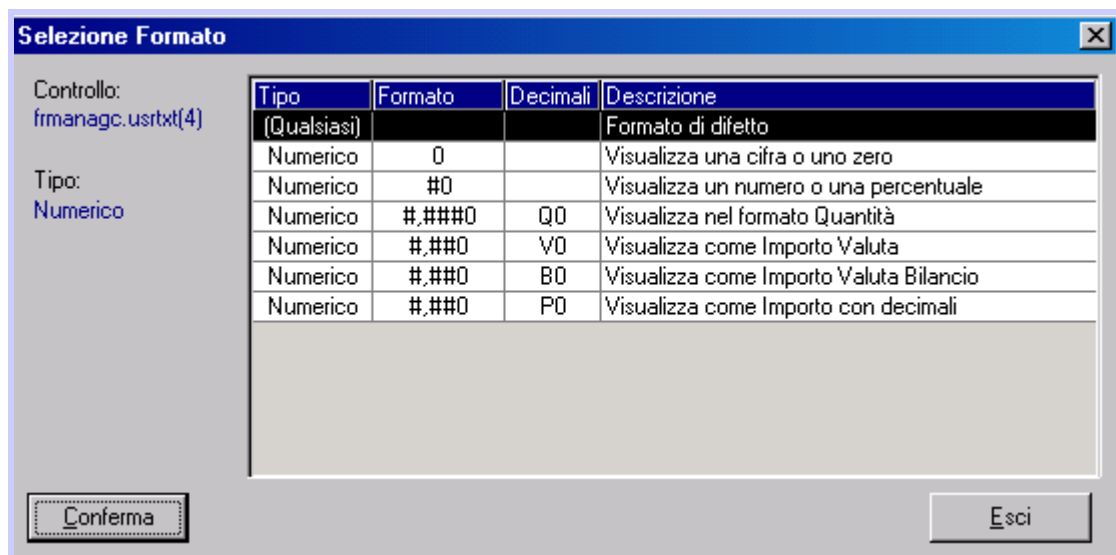 Selezione Formato
Controllo:
frmanagc.usrtxt(4)
Tipo:
Numerico
Tipo Formato Decimali Descrizione
(Qualsiasi) Formato di difetto
Numerico 0 Visualizza una cifra o uno zero
Numerico #0 Visualizza un numero o una percentuale
Numerico #,###0 Q0 Visualizza nel formato Quantità
Numerico #,##0 V0 Visualizza come Importo Valuta
Numerico #,##0 B0 Visualizza come Importo Valuta Bilancio
Numerico #,##0 P0 Visualizza come Importo con decimali
Conferma Esci